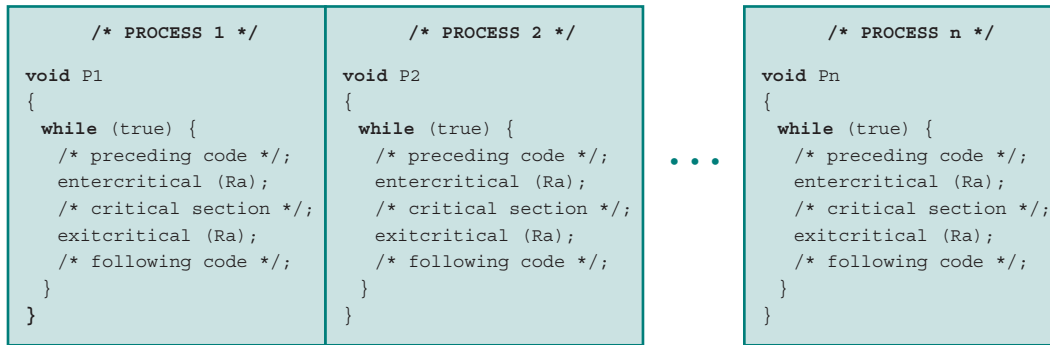 /* PROCESS 1 */
void P1
{
while (true) {
/* preceding code */;
entercritical (Ra);
/* critical section */;
exitcritical (Ra);
/* following code */;
}
}
/* PROCESS 2 */
void P2
{
while (true) {
/* preceding code */;
entercritical (Ra);
/* critical section */;
exitcritical (Ra);
/* following code */;
}
}
• • •
/* PROCESS n */
void Pn
{
while (true) {
/* preceding code */;
entercritical (Ra);
/* critical section */;
exitcritical (Ra);
/* following code */;
}
}